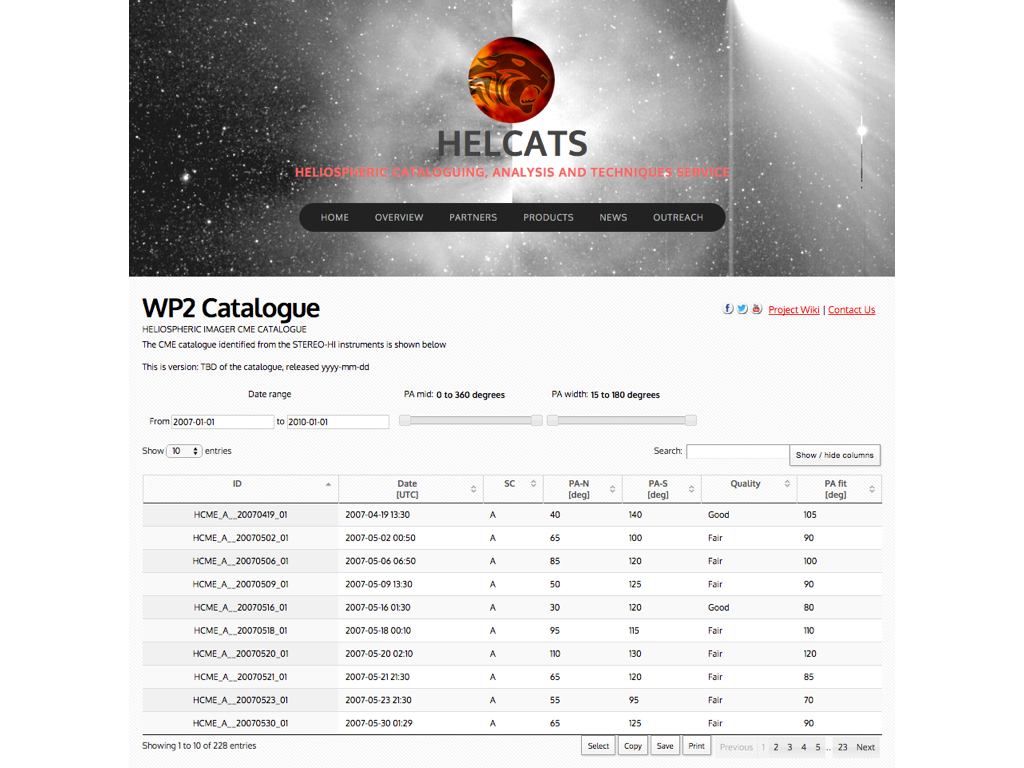 HELCATS
HELIOSPHERIC CATALOGUING, ANALYSIS AND TECHNIQUES SERVICE
HOME OVERVIEW PARTNERS PRODUCTS NEWS OUTREACH
WP2 Catalogue
Project Wiki | Contact Us
HELIOSPHERIC IMAGER CME CATALOGUE
The CME catalogue identified from the STEREO-HI instruments is shown below
This is version: TBD of the catalogue, released yyyy-mm-dd
Date range PA mid: 0 to 360 degrees PA width: 15 to 180 degrees
From 2007-01-01 to 2010-01-01
Show 10 entries Search: Show / hide columns
ID Date SC PA-N PA-S Quality PA fit
[UTC] [deg] [deg] [deg]
HCME_A__20070419_01 2007-04-19 13:30 A 40 140 Good 105
HCME_A__20070502_01 2007-05-02 00:50 A 65 100 Fair 90
HCME_A__20070506_01 2007-05-06 06:50 A 85 120 Fair 100
HCME_A__20070509_01 2007-05-09 13:30 A 50 125 Fair 90
HCME_A__20070516_01 2007-05-16 01:30 A 30 120 Good 80
HCME_A__20070518_01 2007-05-18 00:10 A 95 115 Fair 110
HCME_A__20070520_01 2007-05-20 02:10 A 110 130 Fair 120
HCME_A__20070521_01 2007-05-21 21:30 A 65 120 Fair 85
HCME_A__20070523_01 2007-05-23 21:30 A 55 95 Fair 70
HCME_A__20070530_01 2007-05-30 01:29 A 65 125 Fair 90
Showing 1 to 10 of 228 entries Select Copy Save Print Previous 1 2 3 4 5 .. 23 Next